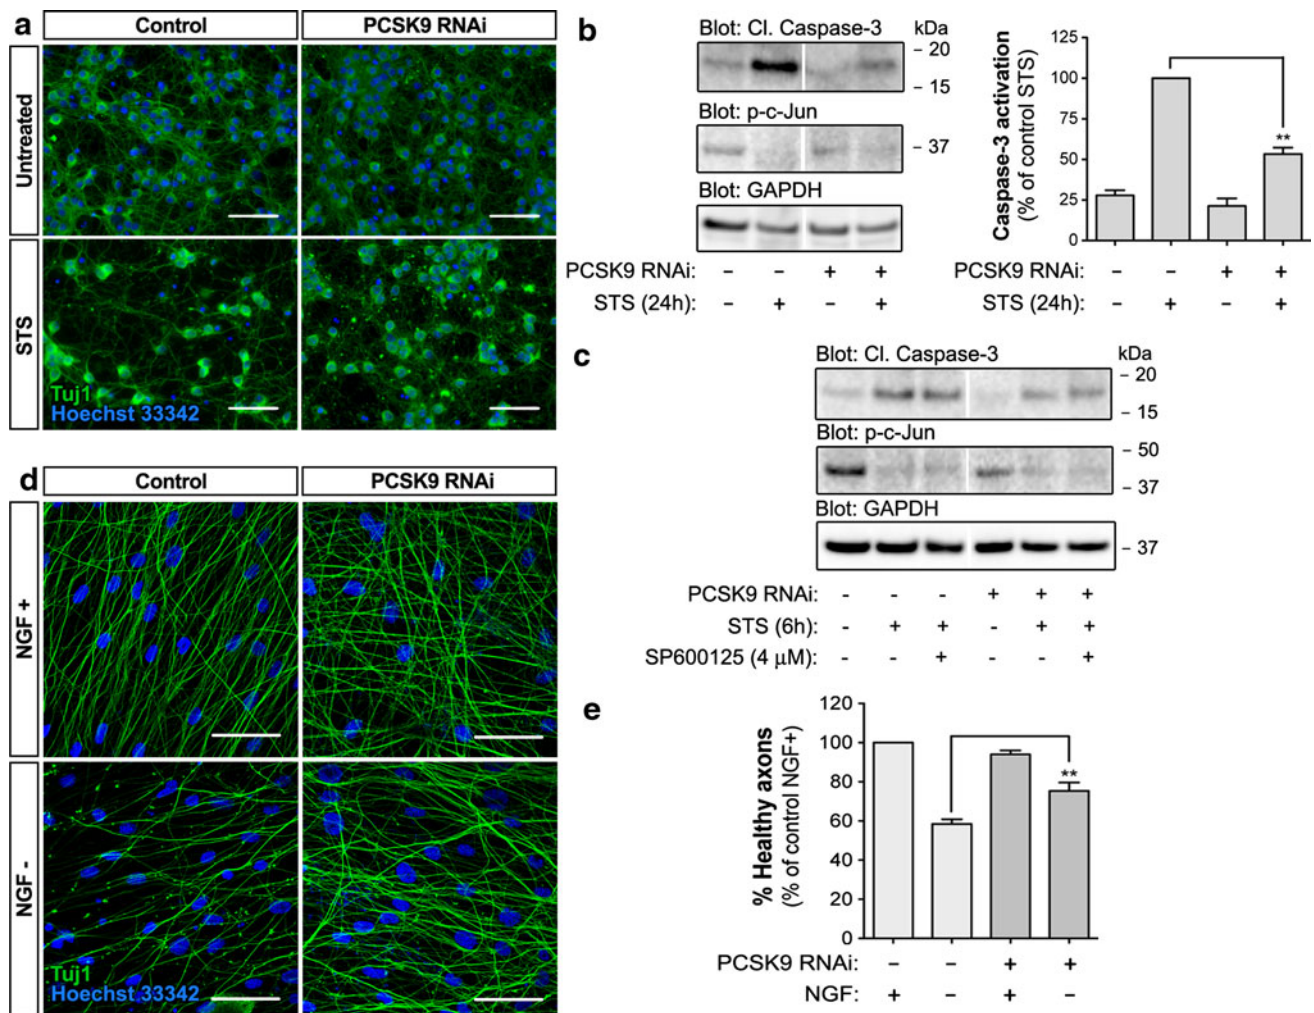 a
Control
PCSK9 RNAi
Untreated
STS
Tuj1
Hoechst 33342
b
Blot: Cl. Caspase-3
kDa
– 20
– 15
Blot: p-c-Jun
– 37
Blot: GAPDH
PCSK9 RNAi: – – + +
STS (24h): – + – +
Caspase-3 activation
(% of control STS)
125
100
75
50
25
0
**
PCSK9 RNAi: – – + +
STS (24h): – + – +
c
Blot: Cl. Caspase-3
kDa
– 20
– 15
Blot: p-c-Jun
– 50
– 37
Blot: GAPDH
– 37
PCSK9 RNAi: - - - + + +
STS (6h): - + + - + +
SP600125 (4 μM): - - + - - +
d
Control
PCSK9 RNAi
NGF +
NGF -
Tuj1
Hoechst 33342
e
% Healthy axons
(% of control NGF+)
120
100
80
60
40
20
0
**
PCSK9 RNAi: – – + +
NGF: + – + –